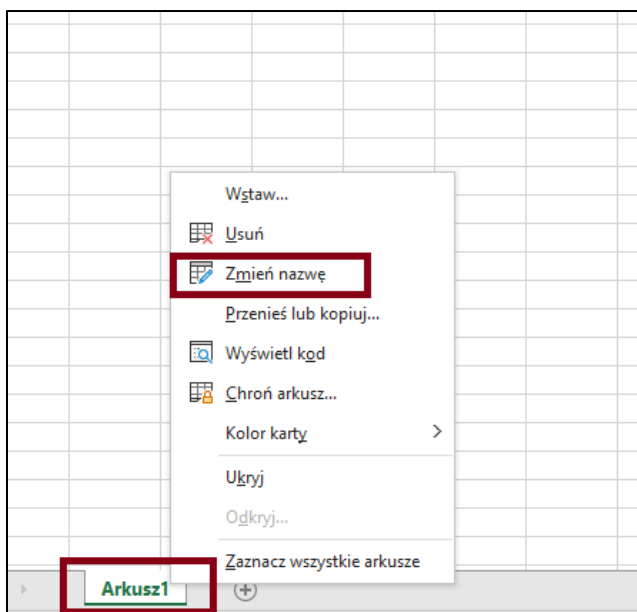 Wstaw...
Usuń
Zmień nazwę
Przenieś lub kopiuj...
Wyświetl kod
Chroń arkusz...
Kolor karty
Ukryj
Odkryj...
Zaznacz wszystkie arkusze
Arkusz1